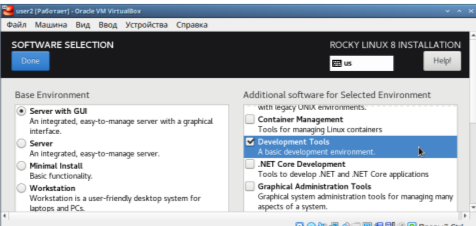 user2 [Работает] - Oracle VM VirtualBox
Файл Машина Вид Ввод Устройства Справка
SOFTWARE SELECTION
ROCKY LINUX 8 INSTALLATION
Done
us
Help!
Base Environment
Server with GUI
An integrated, easy-to-manage server with a graphical
interface.
Server
An integrated, easy-to-manage server.
Minimal Install
Basic functionality.
Workstation
Workstation is a user-friendly desktop system for
laptops and PCs.
Additional software for Selected Environment
with legacy UNIX environments.
Container Management
Tools for managing Linux containers
Development Tools
A basic development environment.
.NET Core Development
Tools to develop .NET and .NET Core applications
Graphical Administration Tools
Graphical system administration tools for managing many
aspects of a system.